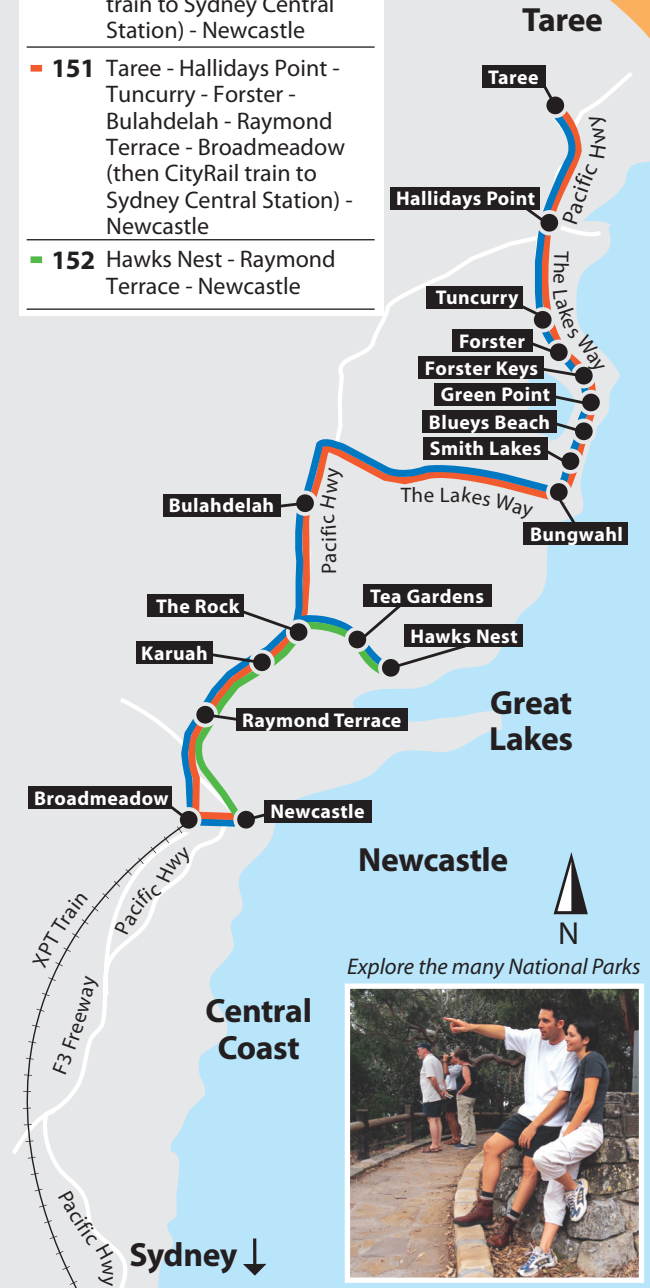 train to Sydney Central
Station) - Newcastle
151 Taree - Hallidays Point -
Tuncurry - Forster -
Bulahdelah - Raymond
Terrace - Broadmeadow
(then CityRail train to
Sydney Central Station) -
Newcastle
152 Hawks Nest - Raymond
Terrace - Newcastle
Taree
Taree
Pacific Hwy
Hallidays Point
The Lakes Way
Tuncurry
Forster
Forster Keys
Green Point
Blueys Beach
Smith Lakes
The Lakes Way
Bungwahl
Pacific Hwy
Bulahdelah
The Rock
Tea Gardens
Hawks Nest
Karuah
Great
Lakes
Raymond Terrace
Broadmeadow
Newcastle
Newcastle
N
Pacific Hwy
XPT Train
F3 Freeway
Explore the many National Parks
Central
Coast
Pacific Hwy
Sydney